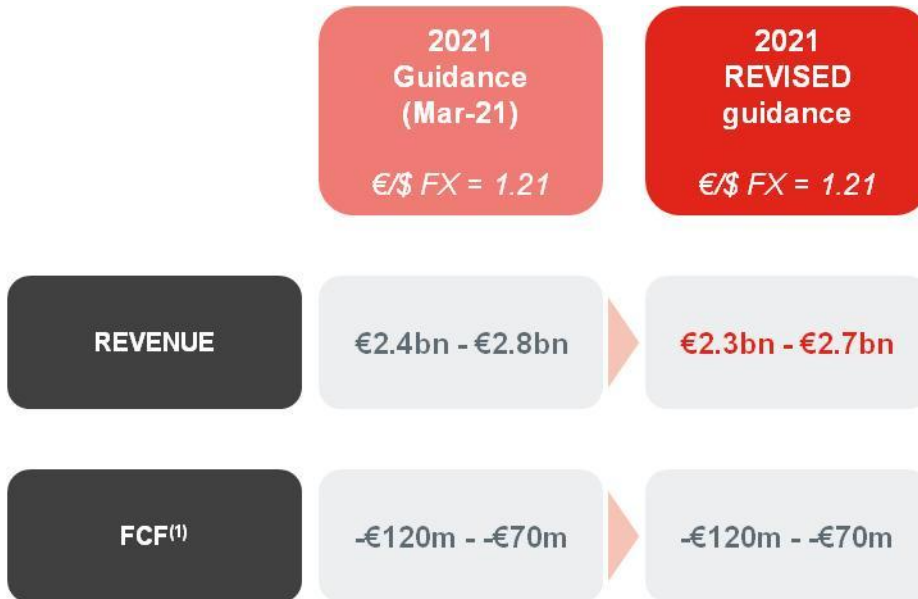 2021
Guidance
(Mar-21)
€/$ FX = 1.21
2021
REVISED
guidance
€/$ FX = 1.21
REVENUE
€2.4bn - €2.8bn
€2.3bn - €2.7bn
FCF(1)
-€120m - -€70m
-€120m - -€70m